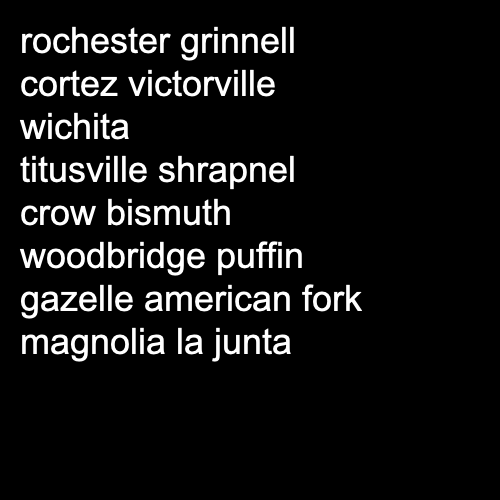 rochester grinnell
cortez victorville
wichita
titusville shrapnel
crow bismuth
woodbridge puffin
gazelle american fork
magnolia la junta